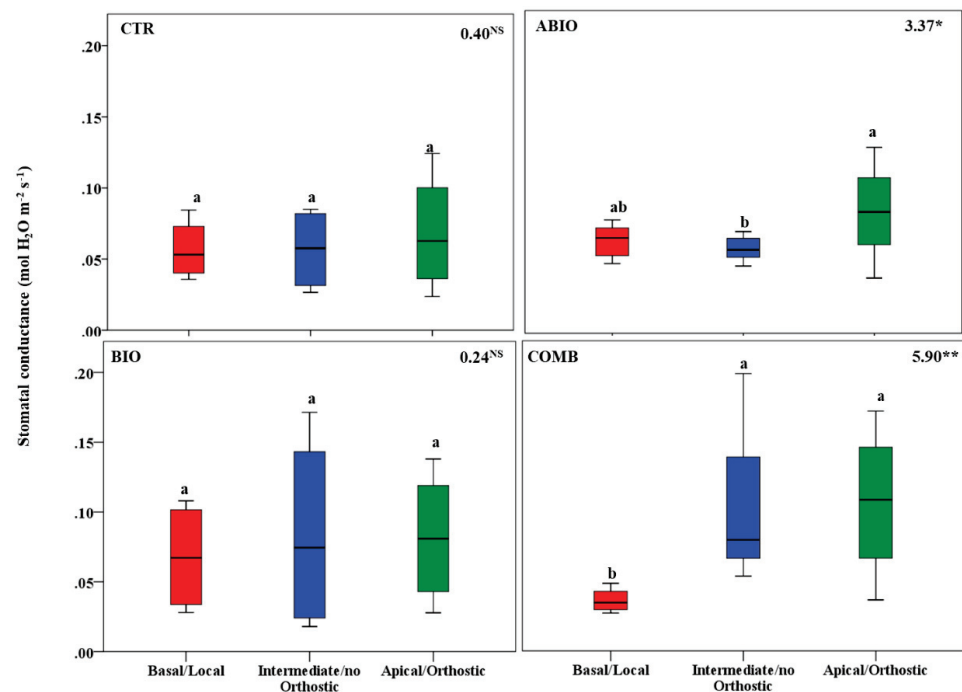 CTR
0.40NS
ABIO
3.37*
.20
.15
.10
.05
.00
a
a
a
ab
b
a
Stomatal conductance (mol H2O m−2 s−1)
BIO
0.24NS
COMB
5.90**
.20
.15
.10
.05
.00
a
a
a
b
a
a
Basal/Local
Intermediate/no
Orthostic
Apical/Orthostic
Basal/Local
Intermediate/no
Orthostic
Apical/Orthostic